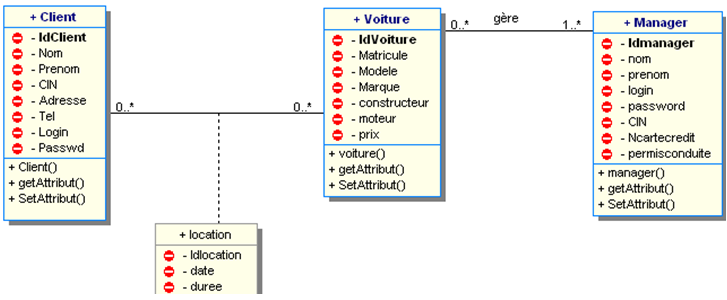 + Client
- IdClient
- Nom
- Prenom
- CIN
- Adresse
- Tel
- Login
- Passwd
+ Client()
+ getAttribut()
+ SetAttribut()
0..*
0..*
+ Voiture
- IdVoiture
- Matricule
- Modele
- Marque
- constructeur
- moteur
- prix
+ voiture()
+ getAttribut()
+ SetAttribut()
0..*
gère
1..*
+ Manager
- Idmanager
- nom
- prenom
- login
- password
- CIN
- Ncartecredit
- permisconduite
+ manager()
+ getAttribut()
+ SetAttribut()
+ location
- Idlocation
- date
- duree